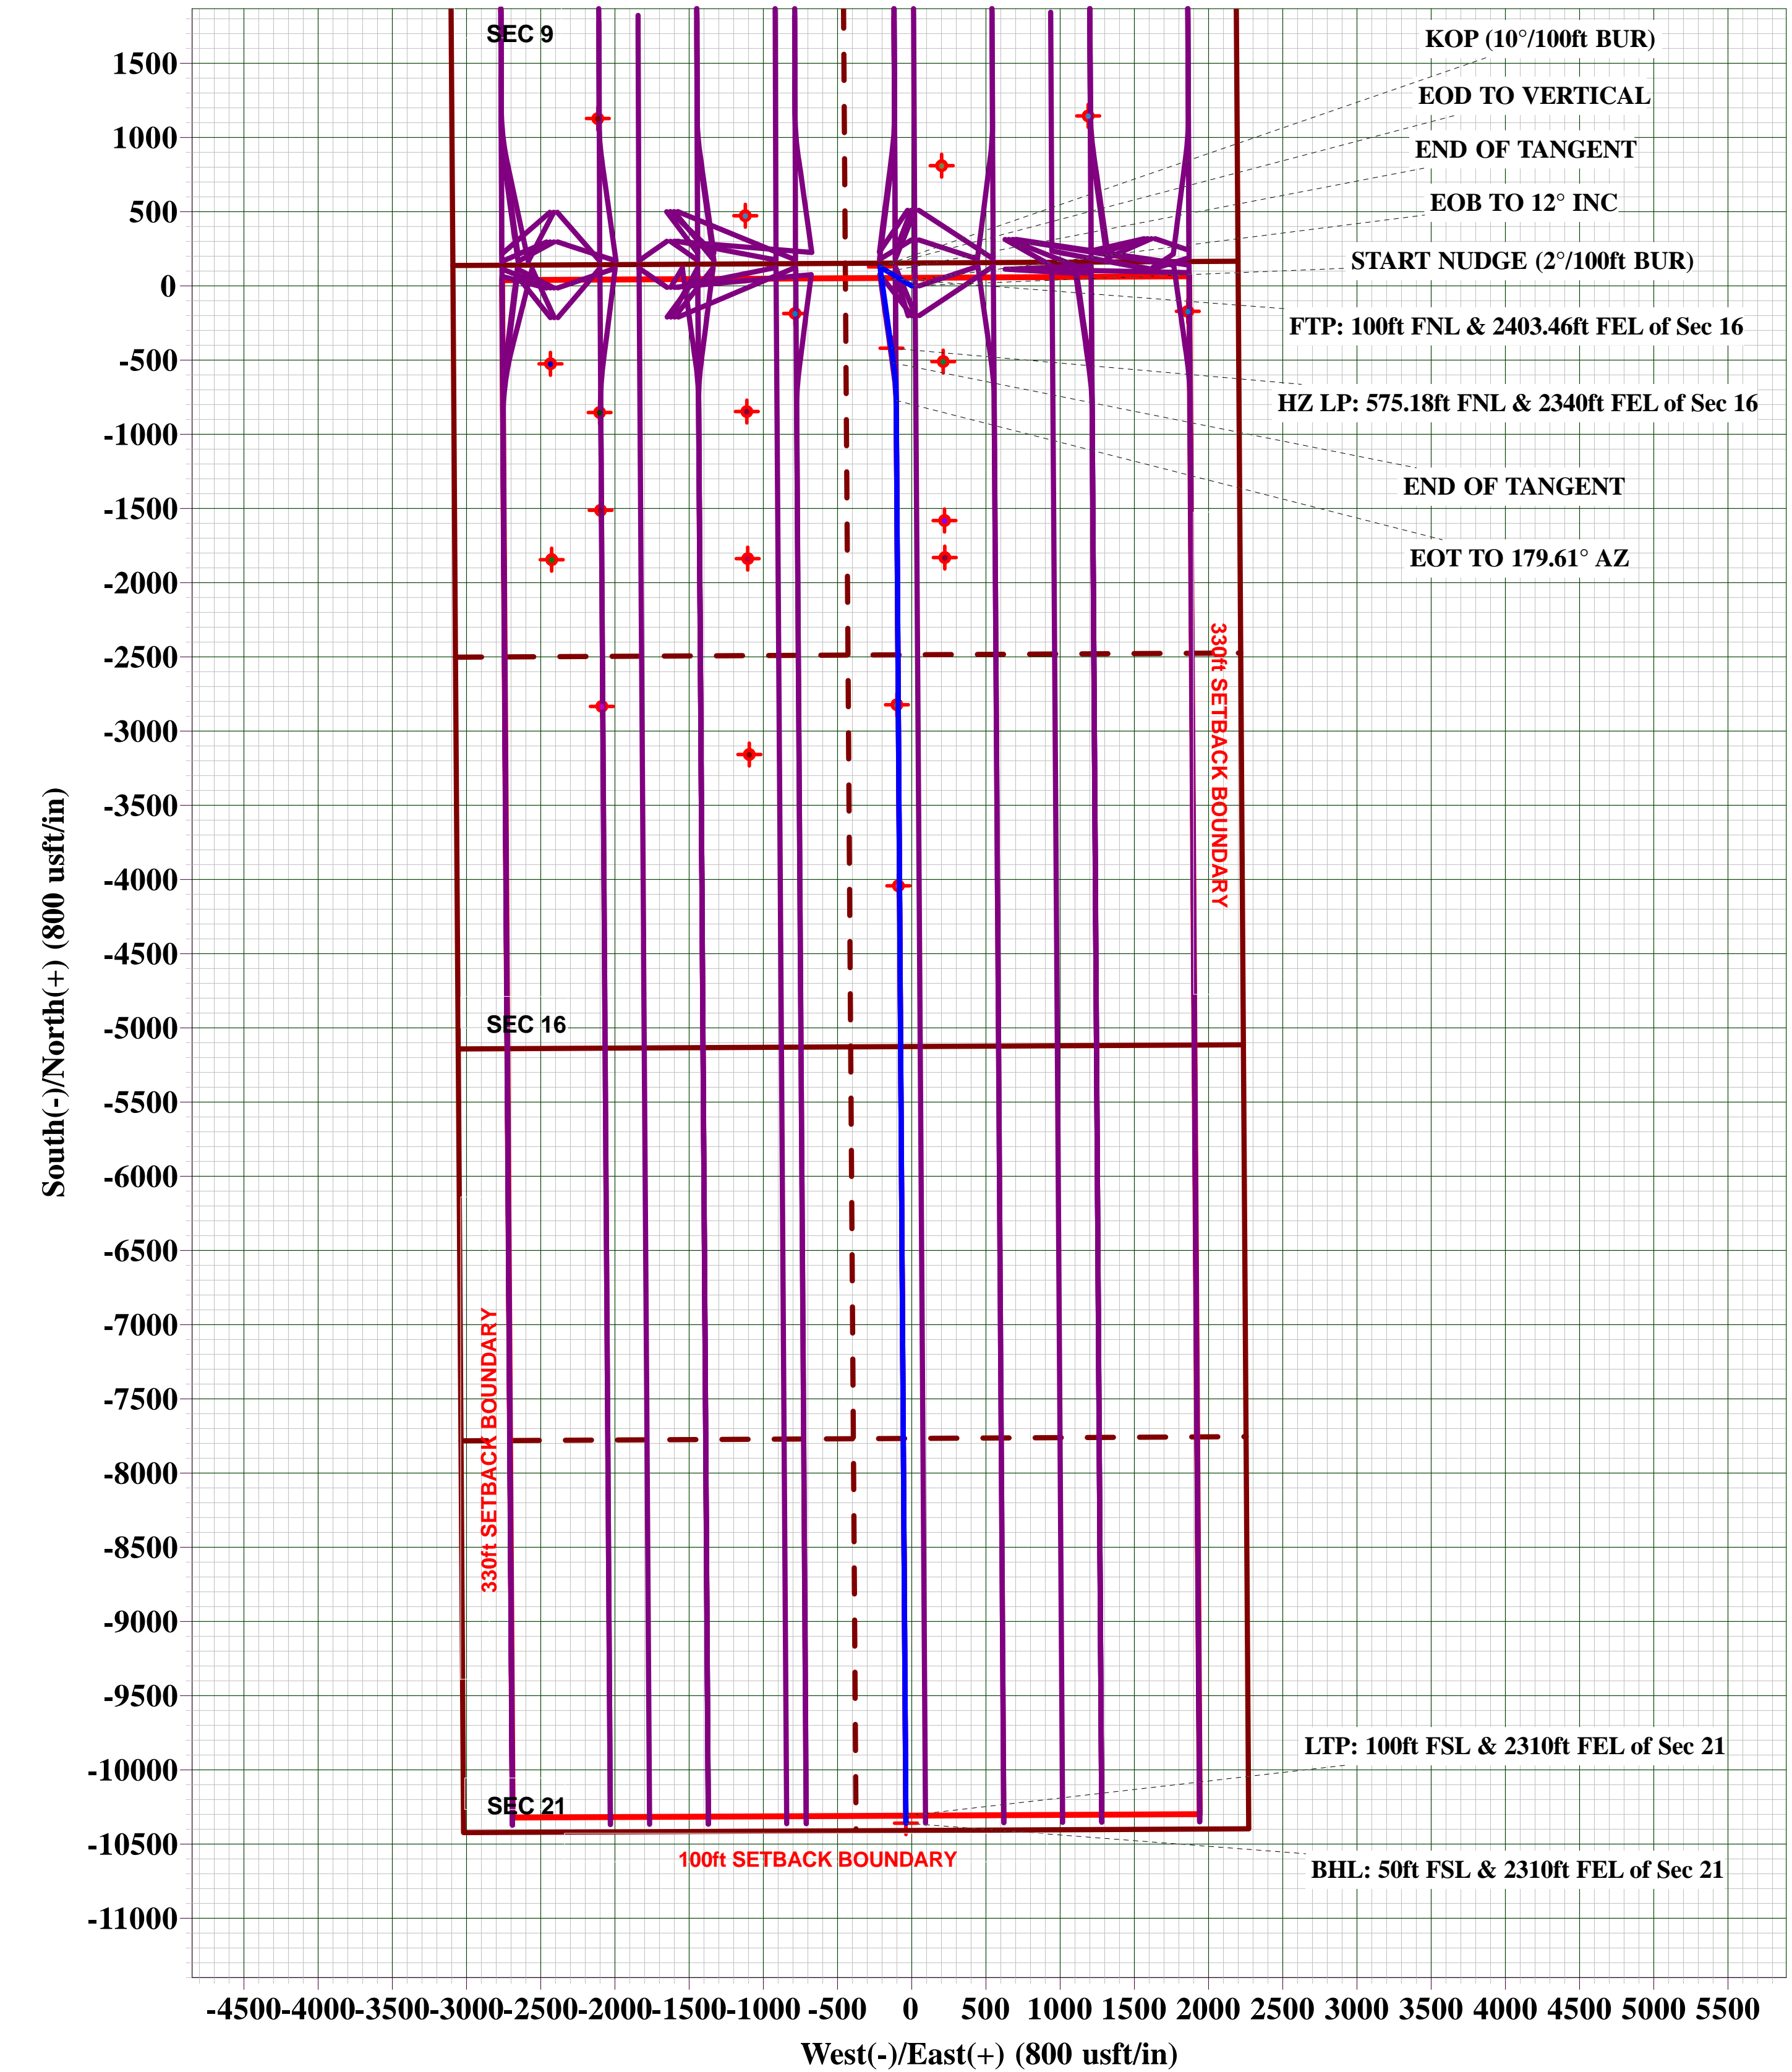 SEC 9
KOP (10°/100ft BUR)
1500
EOD TO VERTICAL
1000
END OF TANGENT
500
EOB TO 12° INC
START NUDGE (2°/100ft BUR)
0
FTP: 100ft FNL & 2403.46ft FEL of Sec 16
-500
HZ LP: 575.18ft FNL & 2340ft FEL of Sec 16
-1000
END OF TANGENT
-1500
EOT TO 179.61° AZ
-2000
-2500
330ft SETBACK BOUNDARY
-3000
-3500
-4000
-4500
South(-)/North(+) (800 usft/in)
-5000
SEC 16
-5500
-6000
-6500
-7000
-7500
330ft SETBACK BOUNDARY
-8000
-8500
-9000
-9500
LTP: 100ft FSL & 2310ft FEL of Sec 21
-10000
SEC 21
-10500
100ft SETBACK BOUNDARY
BHL: 50ft FSL & 2310ft FEL of Sec 21
-11000
-4500 -4000 -3500 -3000 -2500 -2000 -1500 -1000 -500 0 500 1000 1500 2000 2500 3000 3500 4000 4500 5000 5500
West(-)/East(+) (800 usft/in)